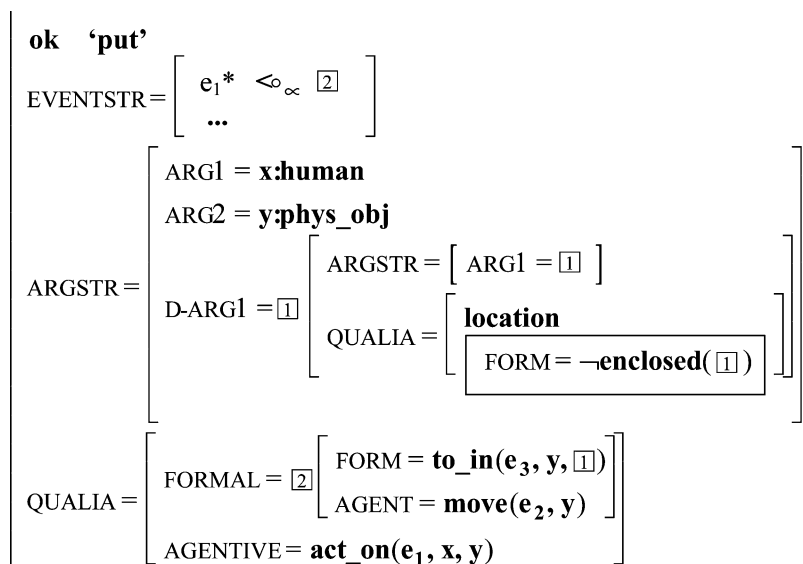 ok ‘put’
EVENTSTR = [ e₁* <∘∝ [2]
... ]
ARGSTR = [ ARG1 = x:human
ARG2 = y:phys_obj
D-ARG1 = [1] [ ARGSTR = [ ARG1 = [1] ]
QUALIA = [ location
FORM = ¬enclosed( [1] ) ] ] ]
QUALIA = [ FORMAL = [2] [ FORM = to_in(e₃, y, [1])
AGENT = move(e₂, y) ]
AGENTIVE = act_on(e₁, x, y) ]